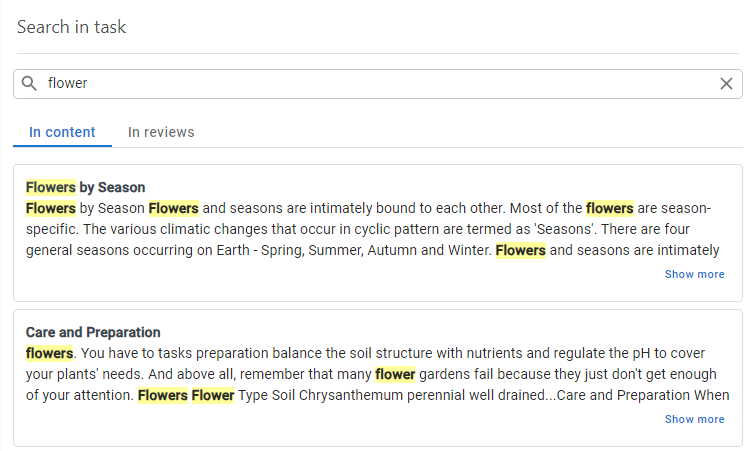 Search in task
flower
In content In reviews
Flowers by Season
Flowers by Season Flowers and seasons are intimately bound to each other. Most of the flowers are season-
specific. The various climatic changes that occur in cyclic pattern are termed as 'Seasons'. There are four
general seasons occurring on Earth - Spring, Summer, Autumn and Winter. Flowers and seasons are intimately
Show more
Care and Preparation
flowers. You have to tasks preparation balance the soil structure with nutrients and regulate the pH to cover
your plants' needs. And above all, remember that many flower gardens fail because they just don't get enough
of your attention. Flowers Flower Type Soil Chrysanthemum perennial well drained...Care and Preparation When
Show more